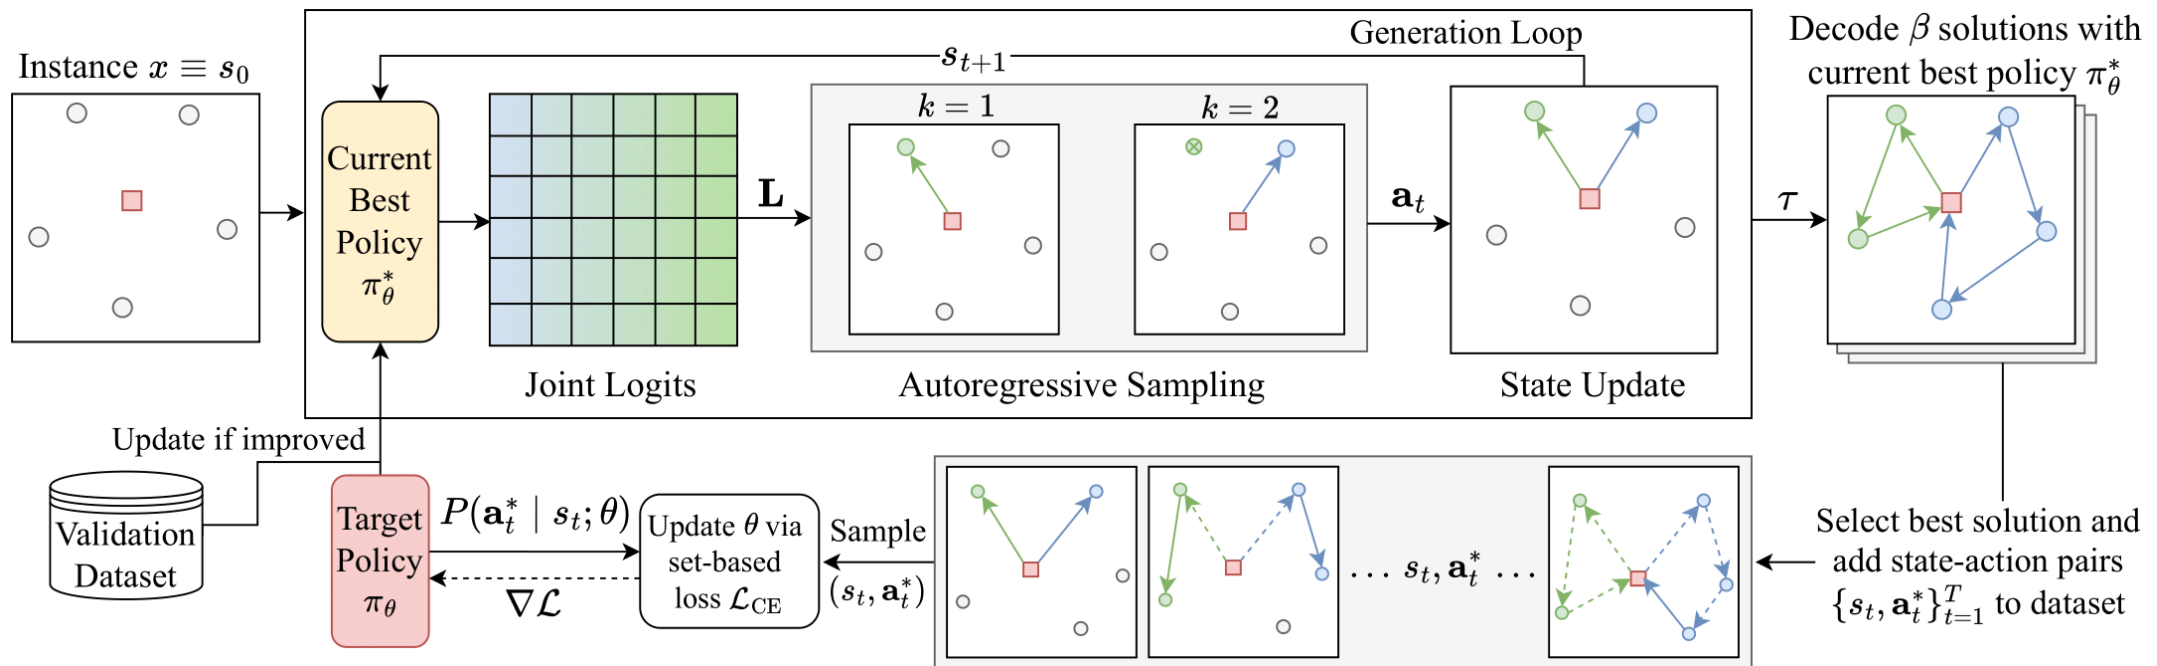 Instance x ≡ s₀
Current
Best
Policy
π*_θ
Joint Logits
L
s_{t+1}
Generation Loop
k = 1
k = 2
Autoregressive Sampling
a_t
State Update
τ
Decode β solutions with
current best policy π*_θ
Select best solution and
add state-action pairs
{s_t, a*_t}^T_{t=1} to dataset
... s_t, a*_t ...
Sample
(s_t, a*_t)
Update θ via
set-based
loss 𝓛_CE
P(a*_t | s_t; θ)
∇𝓛
Target
Policy
π_θ
Update if improved
Validation
Dataset